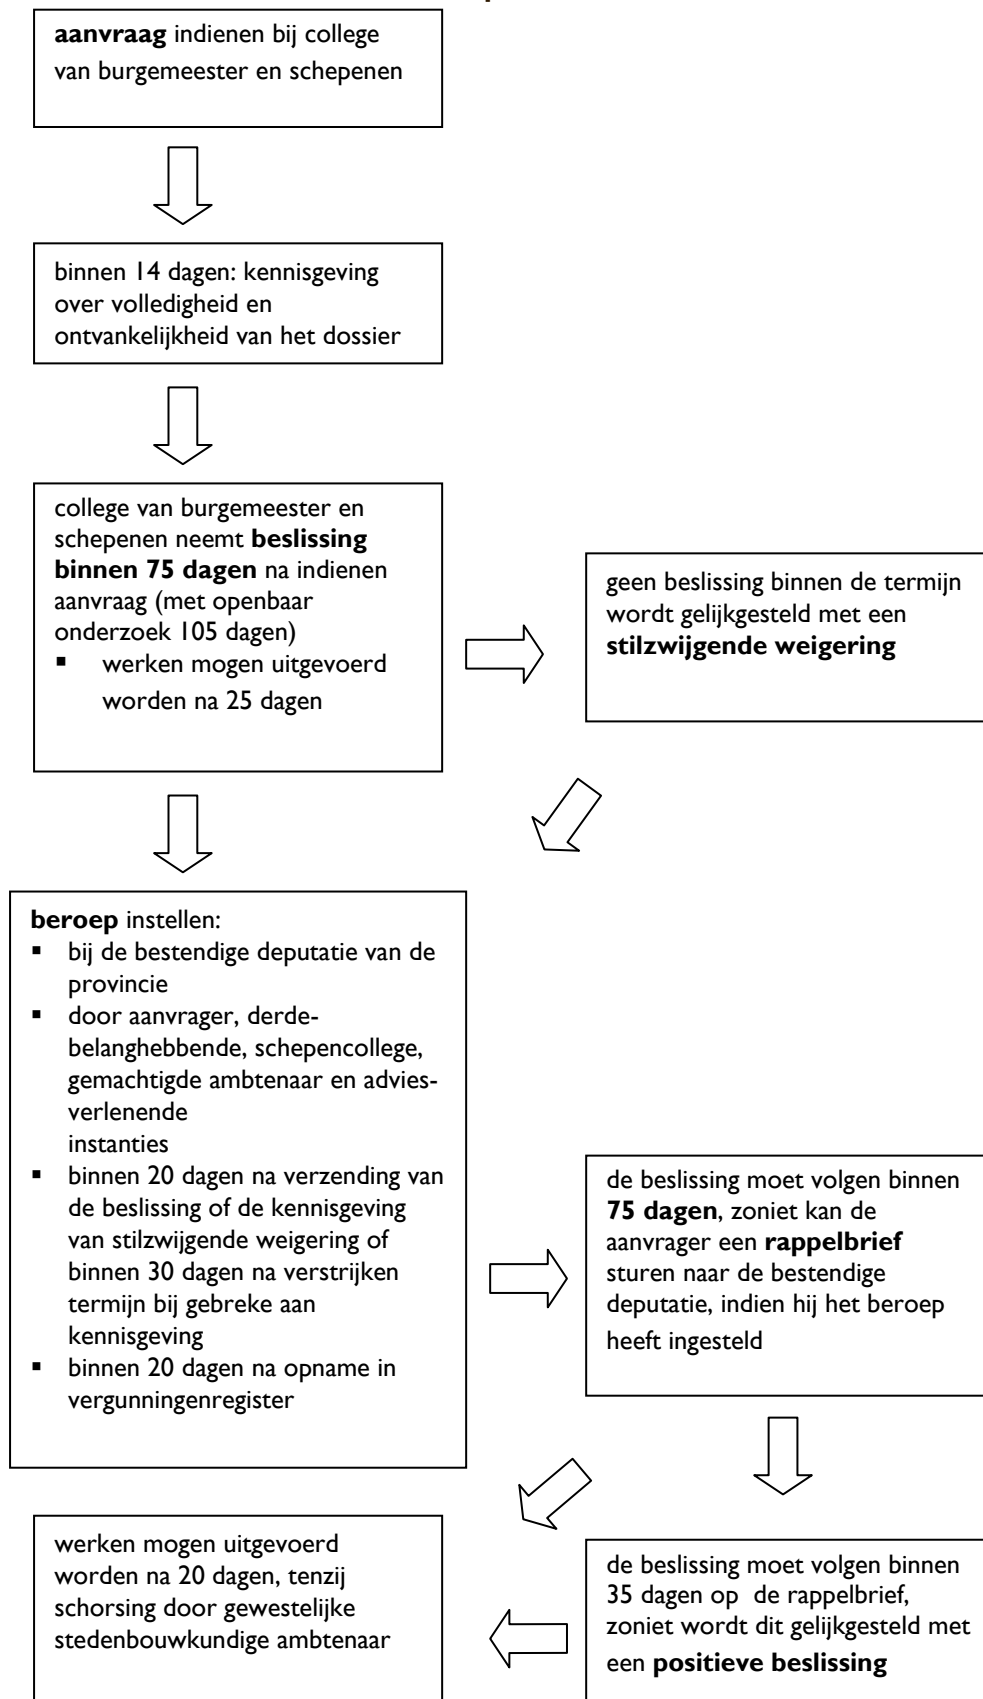 aanvraag indienen bij college
van burgemeester en schepenen
binnen 14 dagen: kennisgeving
over volledigheid en
ontvankelijkheid van het dossier
college van burgemeester en
schepenen neemt beslissing
binnen 75 dagen na indienen
aanvraag (met openbaar
onderzoek 105 dagen)
▪ werken mogen uitgevoerd
worden na 25 dagen
geen beslissing binnen de termijn
wordt gelijkgesteld met een
stilzwijgende weigering
beroep instellen:
▪ bij de bestendige deputatie van de
provincie
▪ door aanvrager, derde-
belanghebbende, schepencollege,
gemachtigde ambtenaar en advies-
verlenende
instanties
▪ binnen 20 dagen na verzending van
de beslissing of de kennisgeving
van stilzwijgende weigering of
binnen 30 dagen na verstrijken
termijn bij gebreke aan
kennisgeving
▪ binnen 20 dagen na opname in
vergunningenregister
de beslissing moet volgen binnen
75 dagen, zoniet kan de
aanvrager een rappelbrief
sturen naar de bestendige
deputatie, indien hij het beroep
heeft ingesteld
werken mogen uitgevoerd
worden na 20 dagen, tenzij
schorsing door gewestelijke
stedenbouwkundige ambtenaar
de beslissing moet volgen binnen
35 dagen op de rappelbrief,
zoniet wordt dit gelijkgesteld met
een positieve beslissing